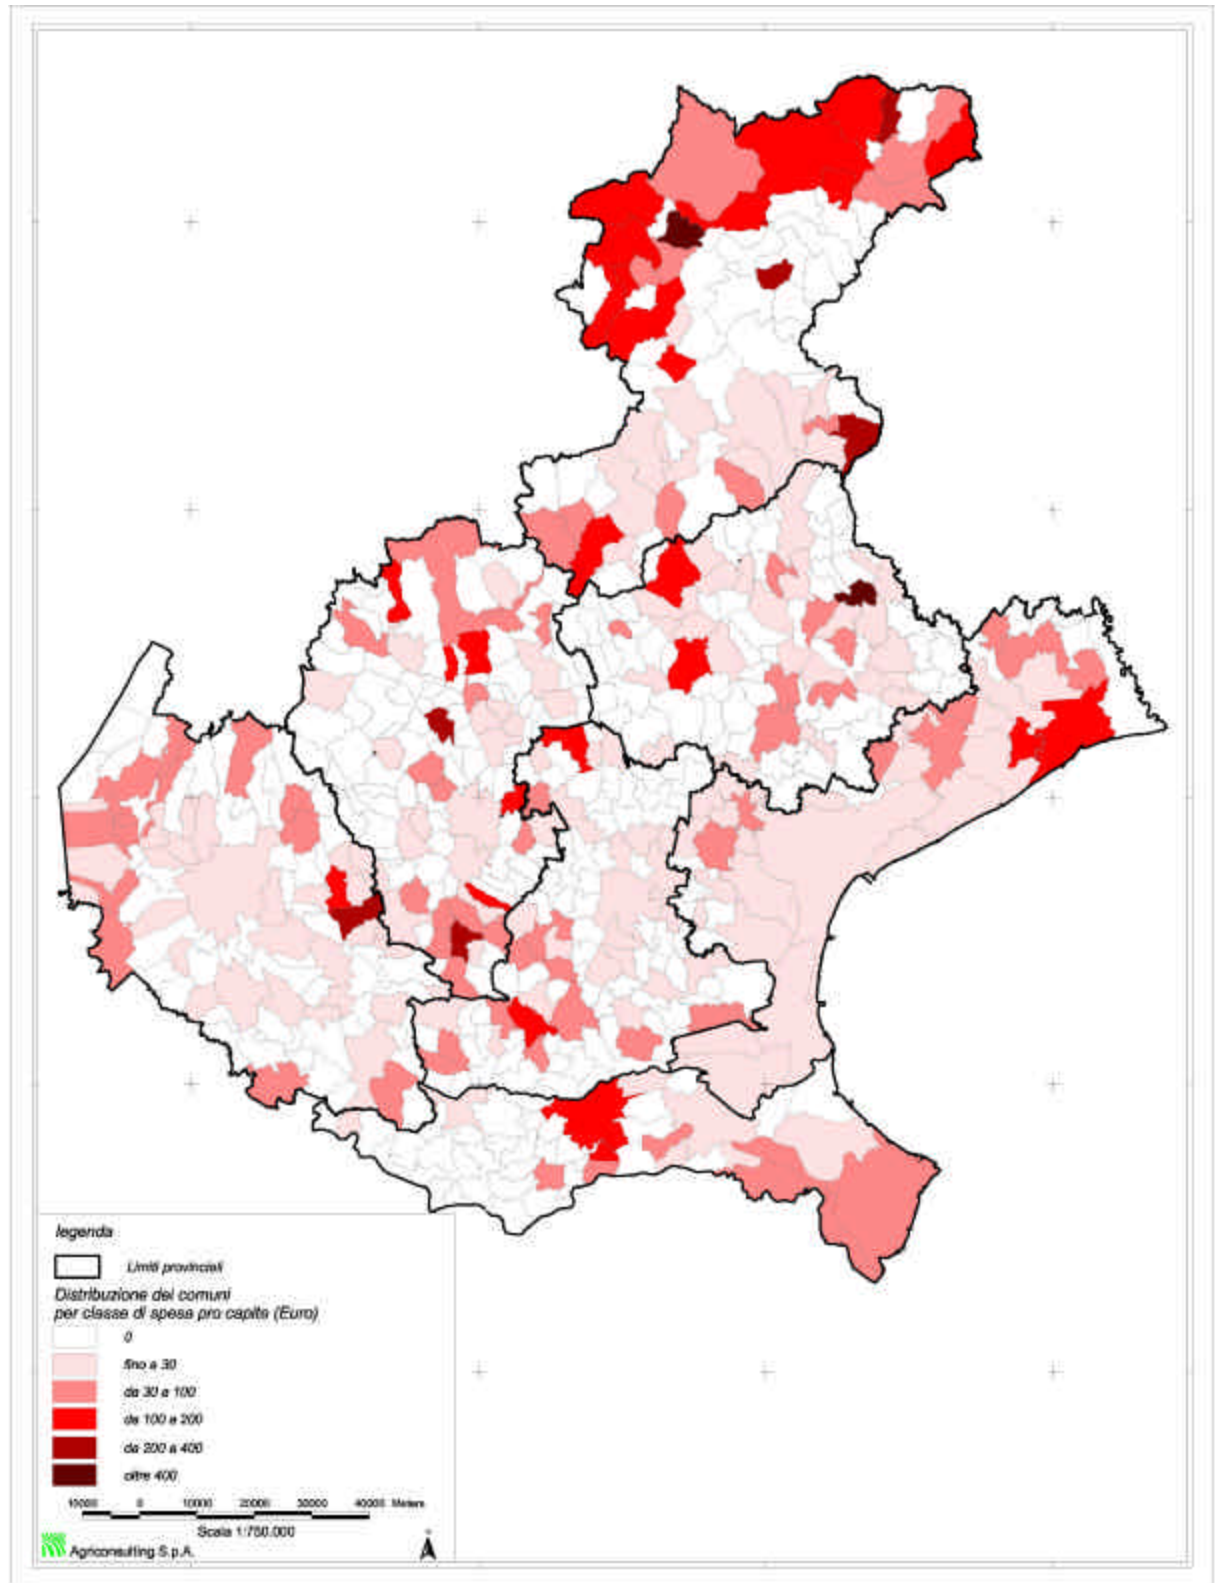 legenda
Limiti provinciali
Distribuzione dei comuni
per classe di spesa pro capite (Euro)
0
fino a 30
da 30 a 100
da 100 a 200
da 200 a 400
oltre 400
10000 0 10000 20000 30000 40000 Meters
Scala 1:750.000
Agriconsulting S.p.A.